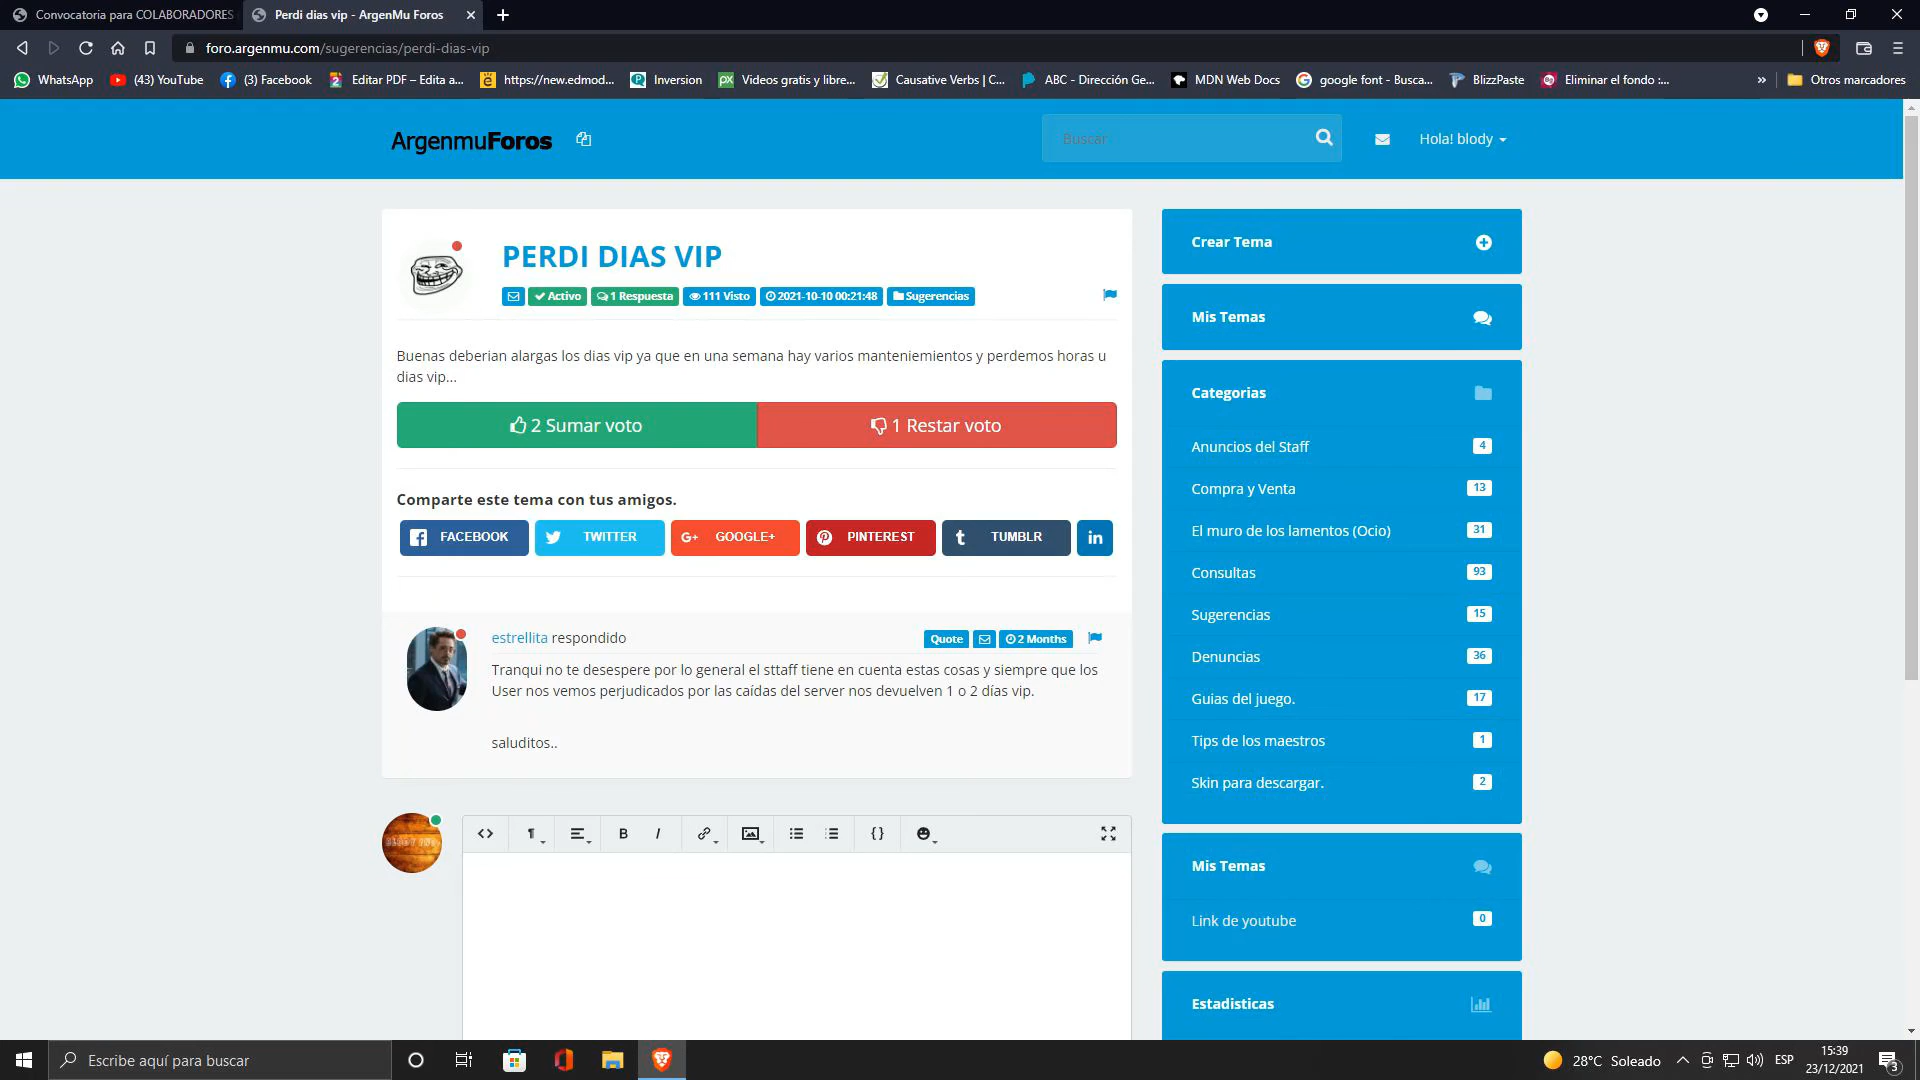 Convocatoria para COLABORADORES
Perdi dias vip - ArgenMu Foros
foro.argenmu.com/sugerencias/perdi-dias-vip
WhatsApp
(43) YouTube
(3) Facebook
Editar PDF – Edita a...
https://new.edmod...
Inversion
Videos gratis y libre...
Causative Verbs | C...
ABC - Dirección Ge...
MDN Web Docs
google font - Busca...
BlizzPaste
Eliminar el fondo :...
»
Otros marcadores
ArgenmuForos
Buscar
Hola! blody
PERDI DIAS VIP
Activo
1 Respuesta
111 Visto
2021-10-10 00:21:48
Sugerencias
Buenas deberian alargas los dias vip ya que en una semana hay varios manteniemientos y perdemos horas u
dias vip...
2 Sumar voto
1 Restar voto
Comparte este tema con tus amigos.
FACEBOOK
TWITTER
GOOGLE+
PINTEREST
TUMBLR
in
estrellita respondido
Quote
2 Months
Tranqui no te desespere por lo general el sttaff tiene en cuenta estas cosas y siempre que los
User nos vemos perjudicados por las caídas del server nos devuelven 1 o 2 días vip.
saluditos..
B
I
Crear Tema
Mis Temas
Categorias
Anuncios del Staff 4
Compra y Venta 13
El muro de los lamentos (Ocio) 31
Consultas 93
Sugerencias 15
Denuncias 36
Guias del juego. 17
Tips de los maestros 1
Skin para descargar. 2
Mis Temas
Link de youtube 0
Estadisticas
Escribe aquí para buscar
28°C Soleado
ESP
15:39
23/12/2021
3